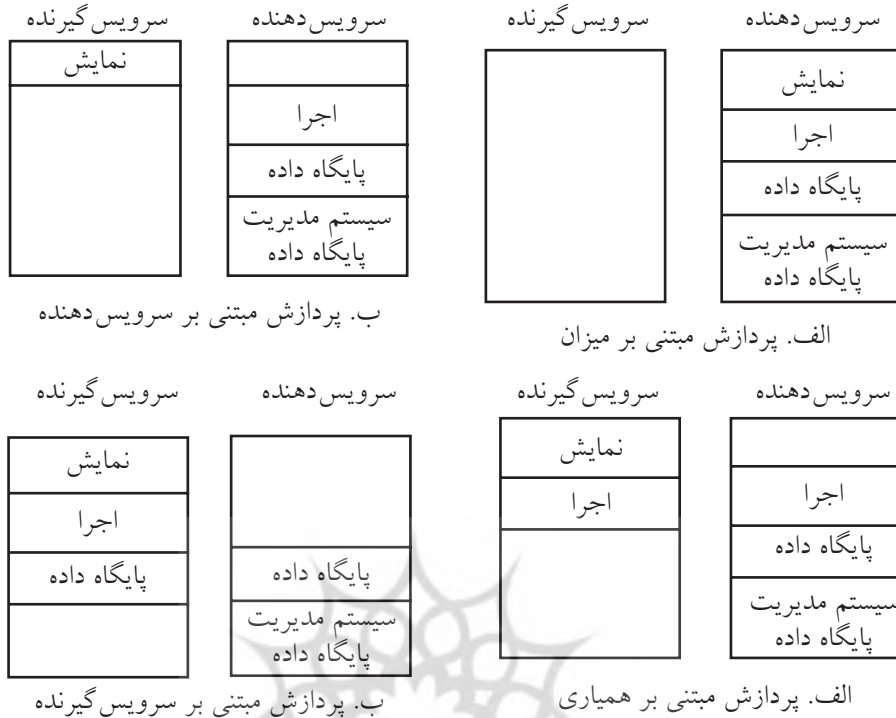 سرویس‌دهنده
سرویس‌گیرنده
نمایش
اجرا
پایگاه داده
سیستم مدیریت
پایگاه داده
الف. پردازش مبتنی بر میزان
سرویس‌دهنده
سرویس‌گیرنده
نمایش
اجرا
پایگاه داده
سیستم مدیریت
پایگاه داده
ب. پردازش مبتنی بر سرویس‌دهنده
سرویس‌دهنده
سرویس‌گیرنده
نمایش
اجرا
اجرا
پایگاه داده
سیستم مدیریت
پایگاه داده
الف. پردازش مبتنی بر همیاری
سرویس‌دهنده
سرویس‌گیرنده
نمایش
اجرا
پایگاه داده
پایگاه داده
سیستم مدیریت
پایگاه داده
ب. پردازش مبتنی بر سرویس‌گیرنده